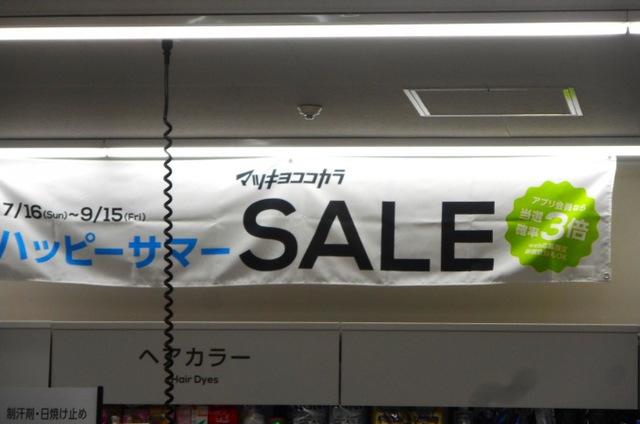 マツキヨココカラ
7/16(Sun)～9/15(Fri)
ハッピーサマー
SALE
アプリ会員なら
当選
確率
3倍
ヘアカラー
Hair Dyes
制汗剤・日焼け止め